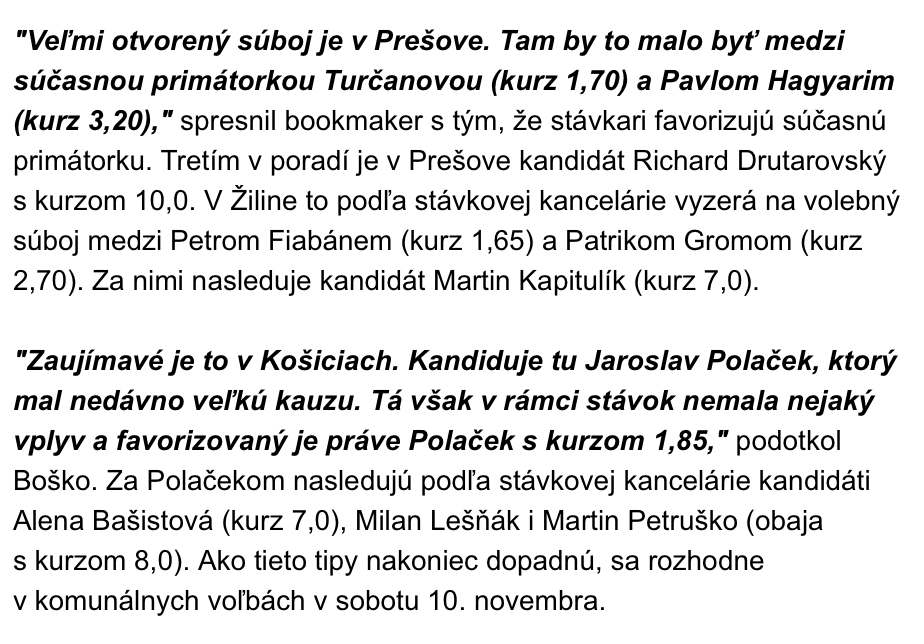 "Veľmi otvorený súboj je v Prešove. Tam by to malo byť medzi
súčasnou primátorkou Turčanovou (kurz 1,70) a Pavlom Hagyarim
(kurz 3,20)," spresnil bookmaker s tým, že stávkari favorizujú súčasnú
primátorku. Tretím v poradí je v Prešove kandidát Richard Drutarovský
s kurzom 10,0. V Žiline to podľa stávkovej kancelárie vyzerá na volebný
súboj medzi Petrom Fiabánem (kurz 1,65) a Patrikom Gromom (kurz
2,70). Za nimi nasleduje kandidát Martin Kapitulík (kurz 7,0).

"Zaujímavé je to v Košiciach. Kandiduje tu Jaroslav Polaček, ktorý
mal nedávno veľkú kauzu. Tá však v rámci stávok nemala nejaký
vplyv a favorizovaný je práve Polaček s kurzom 1,85," podotkol
Boško. Za Polačekom nasledujú podľa stávkovej kancelárie kandidáti
Alena Bašistová (kurz 7,0), Milan Lešňák i Martin Petruško (obaja
s kurzom 8,0). Ako tieto tipy nakoniec dopadnú, sa rozhodne
v komunálnych voľbách v sobotu 10. novembra.